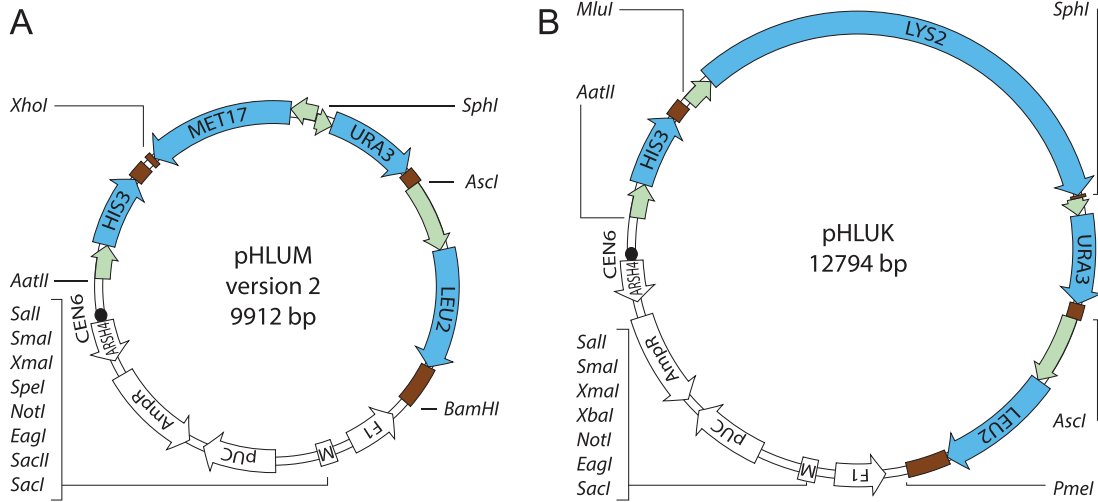 A
XhoI
MET17
SphI
URA3
AscI
HIS3
pHLUM
version 2
9912 bp
LEU2
AatII
CEN6
ARSH4
SalI
SmaI
XmaI
SpeI
NotI
EagI
SacII
SacI
AmpR
pUC
M
F1
BamHI
B
MluI
LYS2
SphI
AatII
HIS3
pHLUK
12794 bp
URA3
CEN6
ARSH4
SalI
SmaI
XmaI
XbaI
NotI
EagI
SacI
AmpR
pUC
M
F1
LEU2
AscI
PmeI